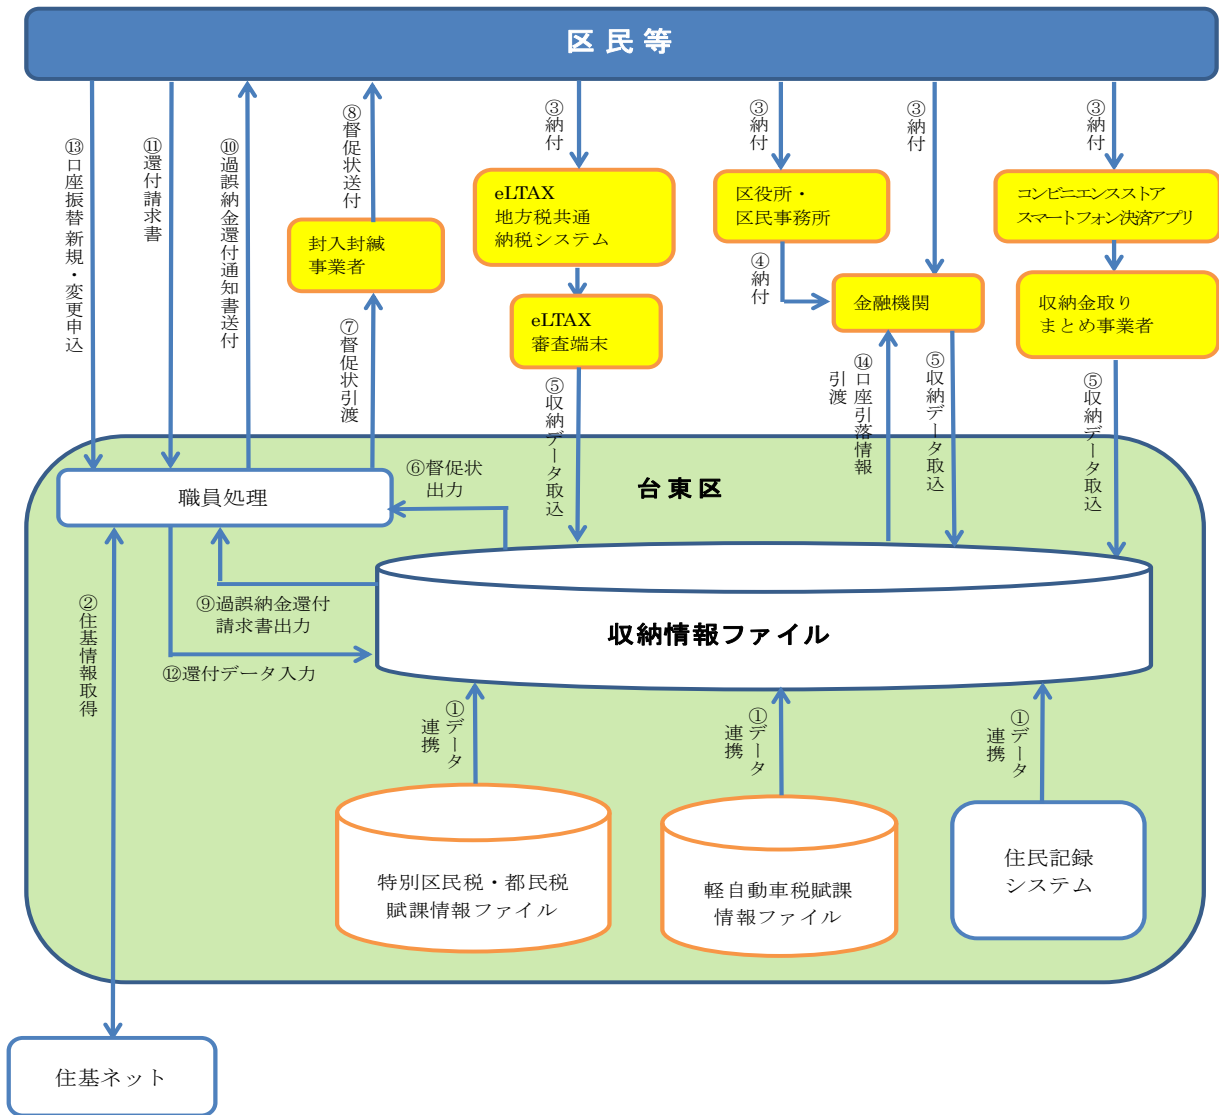 区民等
⑬口座振替新規・変更申込
⑪還付請求書
⑩過誤納金還付通知書送付
⑧督促状送付
③納付
③納付
③納付
③納付
封入封緘
事業者
eLTAX
地方税共通
納税システム
区役所・
区民事務所
コンビニエンスストア
スマートフォン決済アプリ
④納付
eLTAX
審査端末
金融機関
収納金取り
まとめ事業者
⑦督促状引渡
⑤収納データ取込
⑭口座引落情報
引渡
⑤収納データ取込
⑤収納データ取込
台東区
職員処理
⑥督促状
出力
②住基情報取得
⑨過誤納金還付
請求書出力
⑫還付データ入力
収納情報ファイル
①データ
連携
①データ
連携
①データ
連携
特別区民税・都民税
賦課情報ファイル
軽自動車税賦課
情報ファイル
住民記録
システム
住基ネット